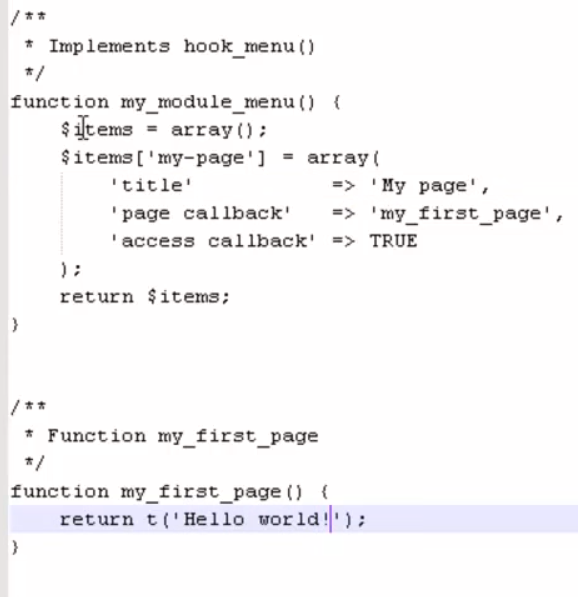 /**
 * Implements hook_menu()
 */
function my_module_menu() {
    $items = array();
    $items['my-page'] = array(
        'title'           => 'My page',
        'page callback'   => 'my_first_page',
        'access callback' => TRUE
    );
    return $items;
}
/**
 * Function my_first_page
 */
function my_first_page() {
    return t('Hello world!');
}